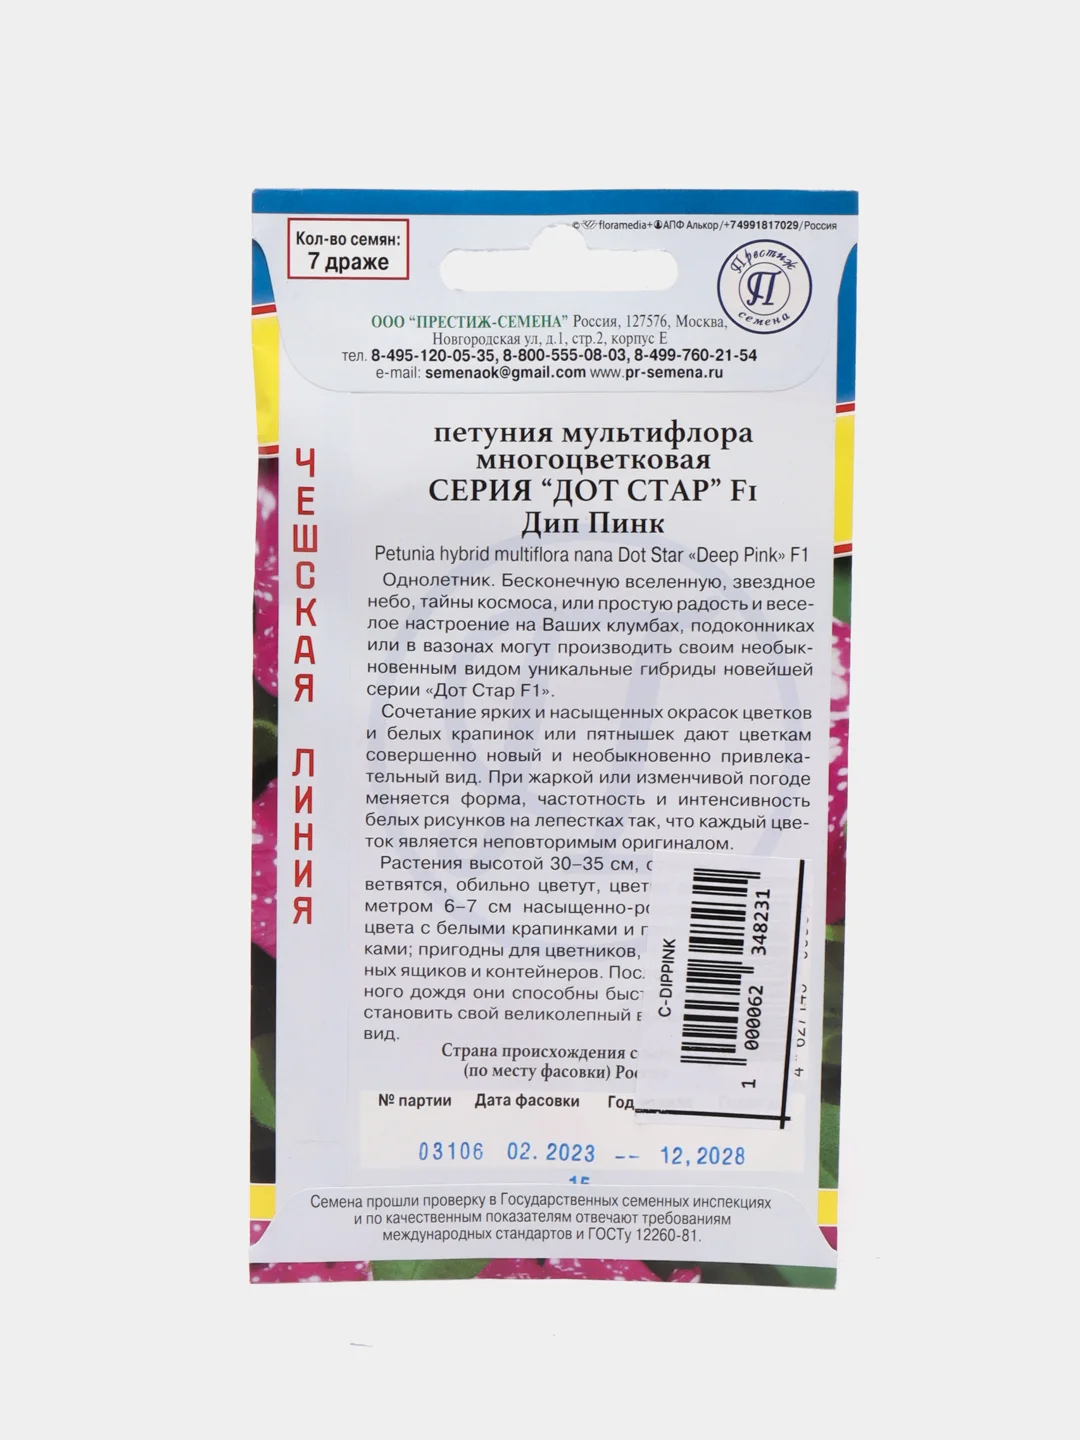 Кол-во семян:
7 драже
© floramedia+ АПФ Алькор/+74991817029/Россия
Престиж
П
семена
ООО “ПРЕСТИЖ-СЕМЕНА” Россия, 127576, Москва,
Новгородская ул, д.1, стр.2, корпус Е
тел. 8-495-120-05-35, 8-800-555-08-03, 8-499-760-21-54
e-mail: semenaok@gmail.com www.pr-semena.ru
ЧЕШСКАЯ ЛИНИЯ
петуния мультифлора
многоцветковая
СЕРИЯ “ДОТ СТАР” F1
Дип Пинк
Petunia hybrid multiflora nana Dot Star «Deep Pink» F1
Однолетник. Бесконечную вселенную, звездное
небо, тайны космоса, или простую радость и весе-
лое настроение на Ваших клумбах, подоконниках
или в вазонах могут производить своим необык-
новенным видом уникальные гибриды новейшей
серии «Дот Стар F1».
Сочетание ярких и насыщенных окрасок цветков
и белых крапинок или пятнышек дают цветкам
совершенно новый и необыкновенно привлека-
тельный вид. При жаркой или изменчивой погоде
меняется форма, частотность и интенсивность
белых рисунков на лепестках так, что каждый цве-
ток является неповторимым оригиналом.
Растения высотой 30–35 см,
ветвятся, обильно цветут,
метром 6–7 см
цвета с белыми крапинками и
ками; пригодны для цветников,
ных ящиков и контейнеров.
ного дождя они способны
становить свой великолепный
вид.
Страна происхождения
(по месту фасовки)
№ партии Дата фасовки Год
03106 02. 2023 -- 12, 2028
Семена прошли проверку в Государственных семенных инспекциях
и по качественным показателям отвечают требованиям
международных стандартов и ГОСТу 12260-81.
C-DIPPINK
1 000062 348231